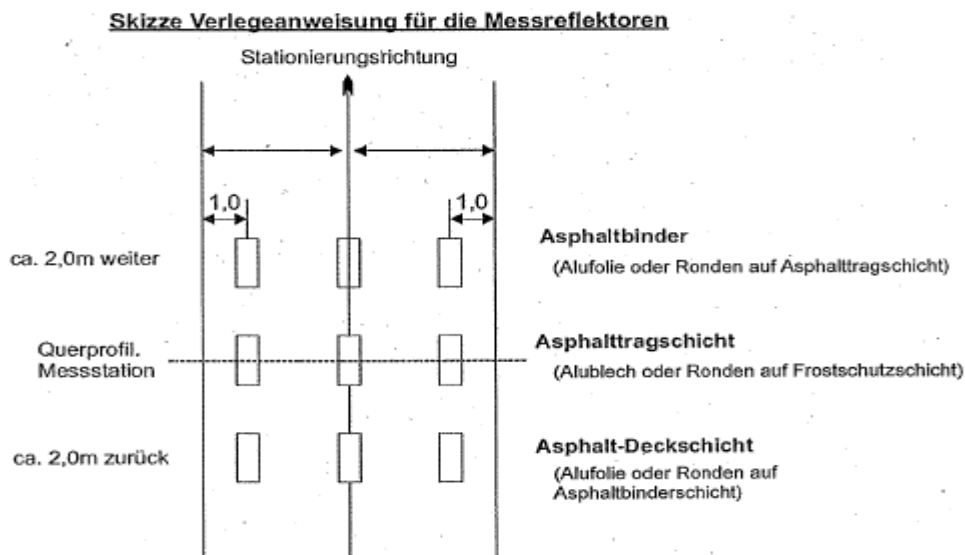 Skizze Verlegeanweisung für die Messreflektoren
Stationierungsrichtung
1,0
1,0
ca. 2,0m weiter
Asphaltbinder
(Alufolie oder Ronden auf Asphalttragschicht)
Querprofil.
Messstation
Asphalttragschicht
(Alublech oder Ronden auf Frostschutzschicht)
ca. 2,0m zurück
Asphalt-Deckschicht
(Alufolie oder Ronden auf
Asphaltbinderschicht)